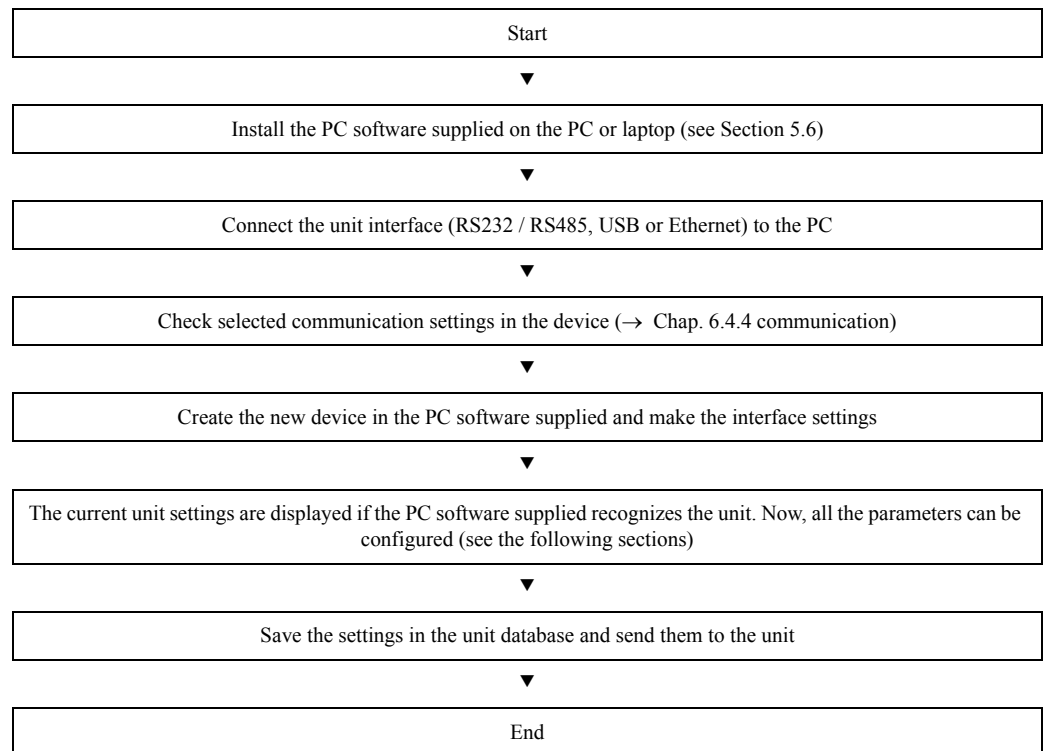 Start
▼
Install the PC software supplied on the PC or laptop (see Section 5.6)
▼
Connect the unit interface (RS232 / RS485, USB or Ethernet) to the PC
▼
Check selected communication settings in the device (→ Chap. 6.4.4 communication)
▼
Create the new device in the PC software supplied and make the interface settings
▼
The current unit settings are displayed if the PC software supplied recognizes the unit. Now, all the parameters can be
configured (see the following sections)
▼
Save the settings in the unit database and send them to the unit
▼
End